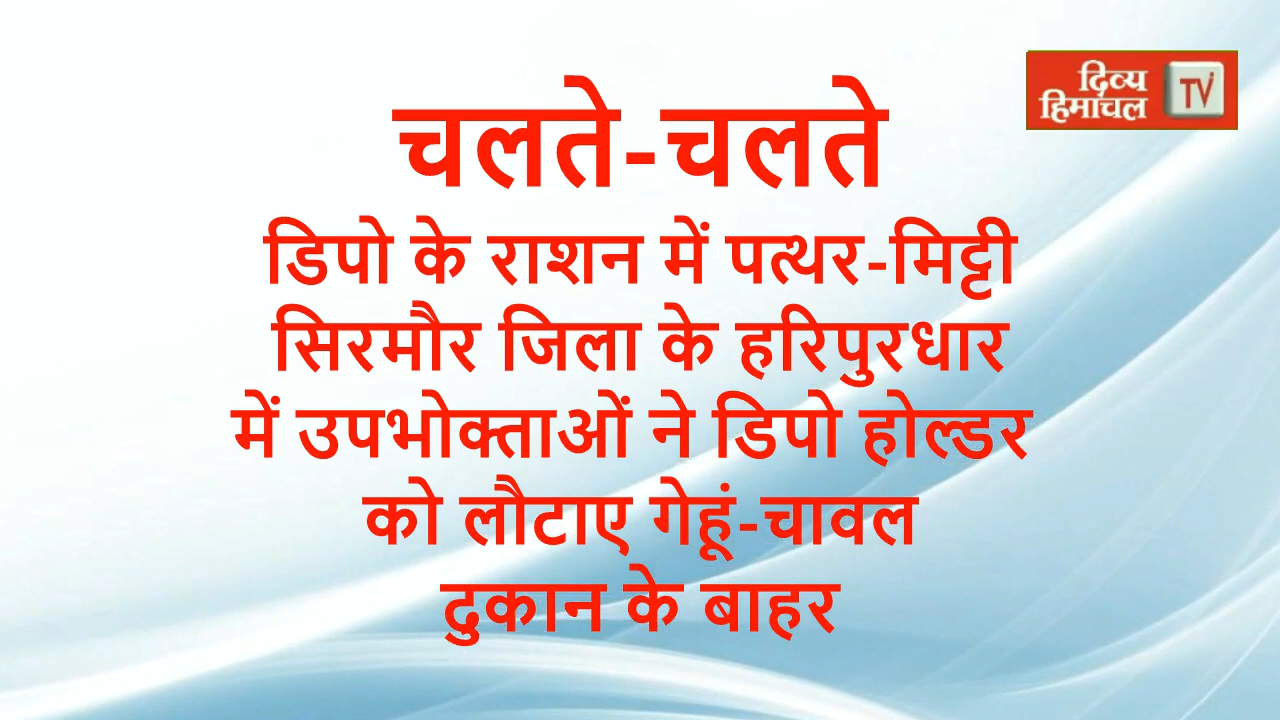 दिव्य
हिमाचल TV
चलते-चलते
डिपो के राशन में पत्थर-मिट्टी
सिरमौर जिला के हरिपुरधार
में उपभोक्ताओं ने डिपो होल्डर
को लौटाए गेहूं-चावल
दुकान के बाहर